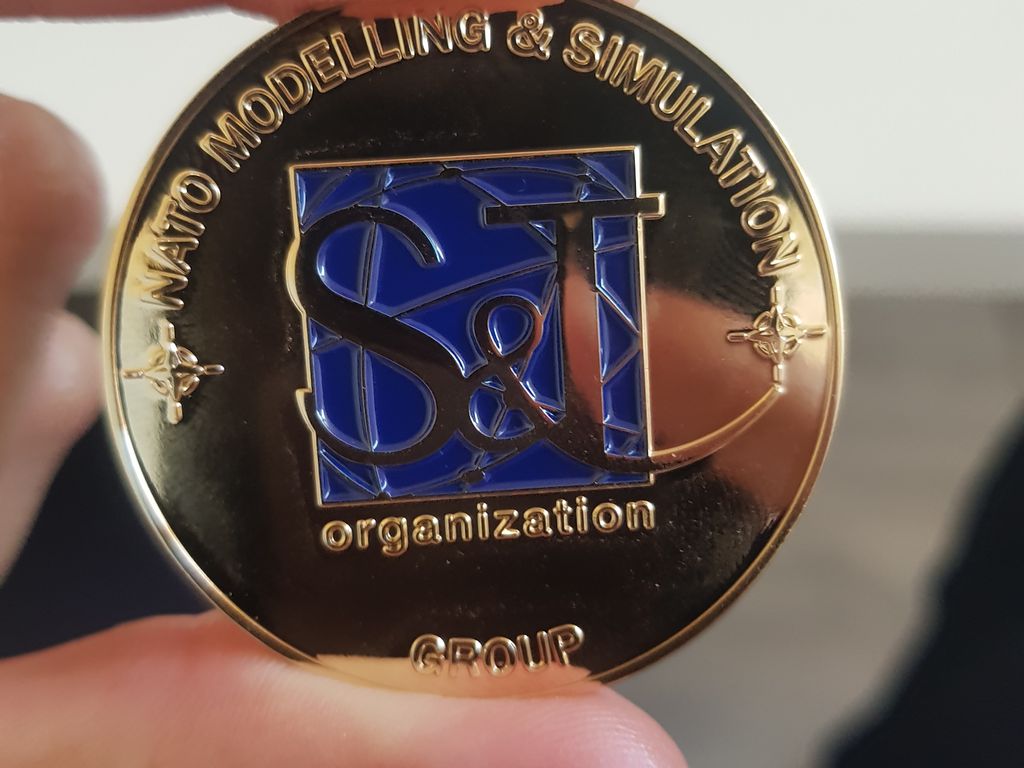 NATO MODELLING & SIMULATION
S&T
organization
GROUP